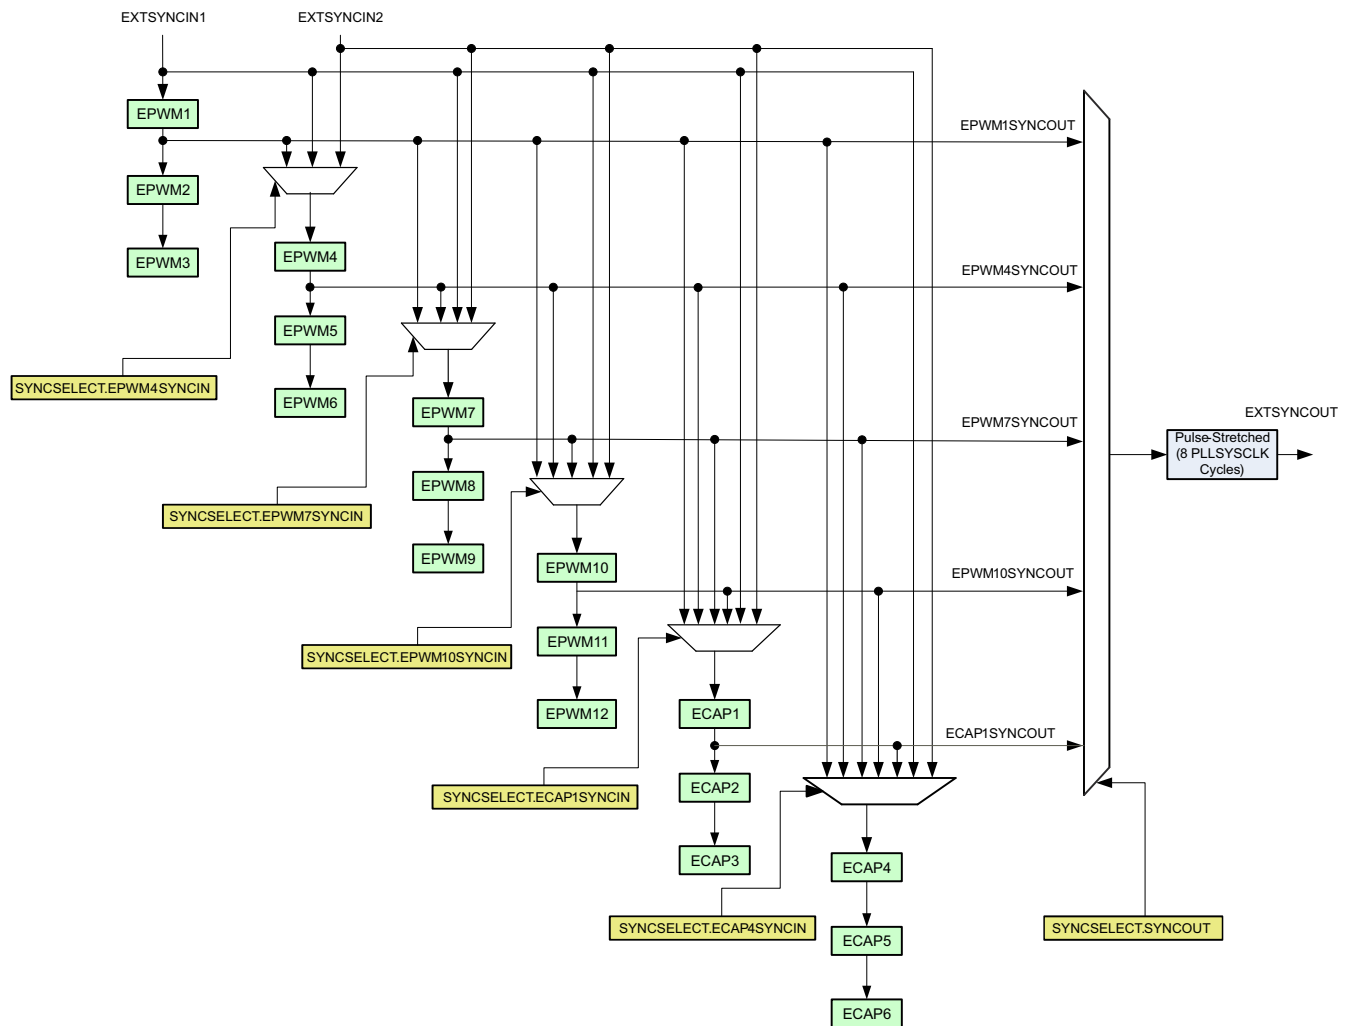 EXTSYNCIN1
EXTSYNCIN2
EPWM1
EPWM1SYNCOUT
EPWM2
EPWM3
EPWM4
EPWM4SYNCOUT
EPWM5
SYNCSELECT.EPWM4SYNCIN
EPWM6
EPWM7
EPWM7SYNCOUT
EXTSYNCOUT
Pulse-Stretched
(8 PLLSYSCLK
Cycles)
EPWM8
SYNCSELECT.EPWM7SYNCIN
EPWM9
EPWM10
EPWM10SYNCOUT
EPWM11
SYNCSELECT.EPWM10SYNCIN
EPWM12
ECAP1
ECAP1SYNCOUT
ECAP2
SYNCSELECT.ECAP1SYNCIN
ECAP3
ECAP4
SYNCSELECT.ECAP4SYNCIN
SYNCSELECT.SYNCOUT
ECAP5
ECAP6